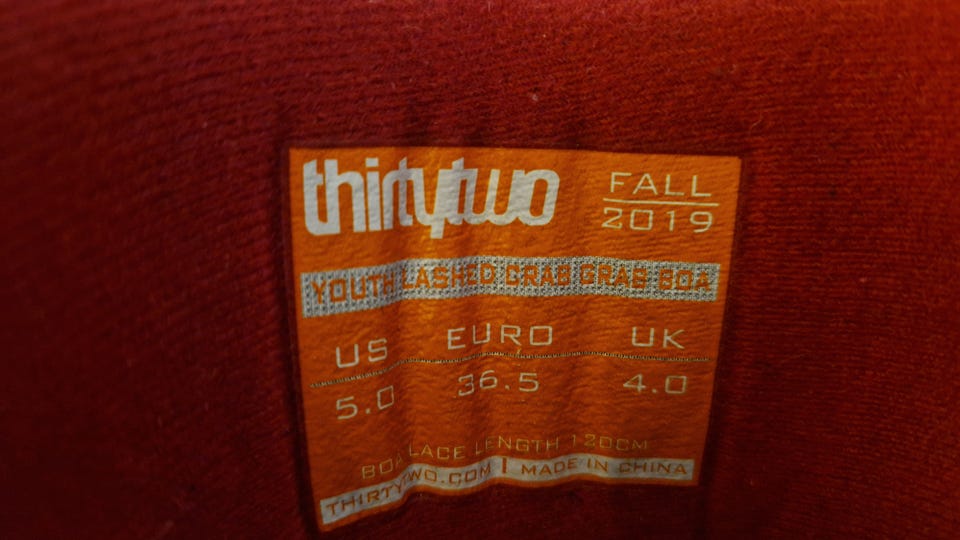 thirtytwo
FALL
2019
YOUTH LASHED CRAB GRAB BOA
US EURO UK
5.0 36.5 4.0
BOA LACE LENGTH 120CM
THIRTYTWO.COM | MADE IN CHINA